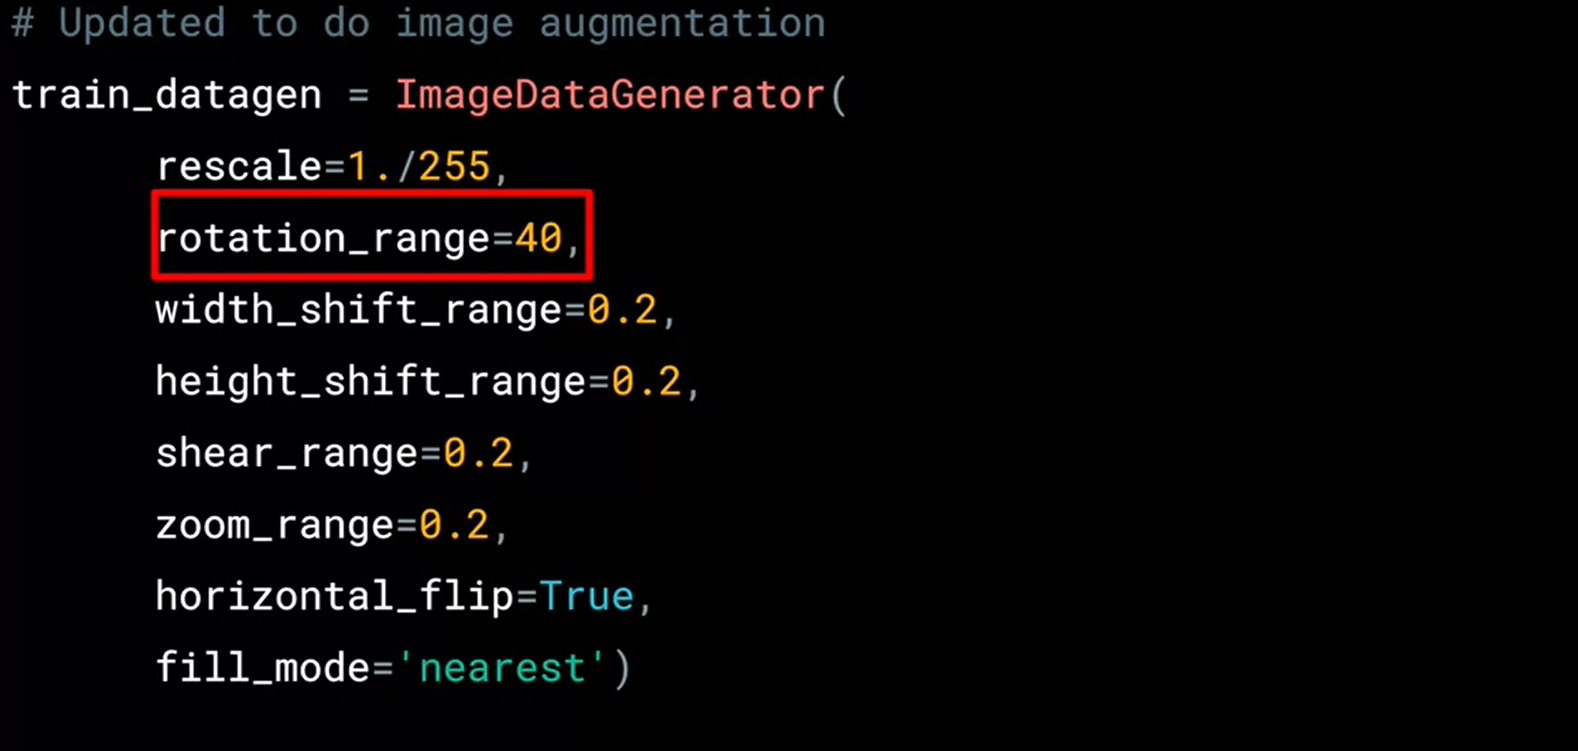 # Updated to do image augmentation
train_datagen = ImageDataGenerator(
rescale=1./255,
rotation_range=40,
width_shift_range=0.2,
height_shift_range=0.2,
shear_range=0.2,
zoom_range=0.2,
horizontal_flip=True,
fill_mode='nearest')